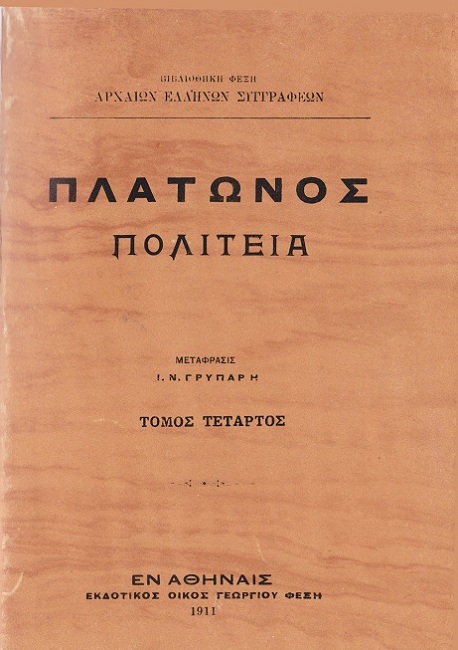 ΒΙΒΛΙΟΘΗΚΗ ΦΕΞΗ
ΑΡΧΑΙΩΝ ΕΛΛΗΝΩΝ ΣΥΓΓΡΑΦΕΩΝ
ΠΛΑΤΩΝΟΣ
ΠΟΛΙΤΕΙΑ
ΜΕΤΑΦΡΑΣΙΣ
Ι. Ν. ΓΡΥΠΑΡΗ
ΤΟΜΟΣ ΤΕΤΑΡΤΟΣ
ΕΝ ΑΘΗΝΑΙΣ
ΕΚΔΟΤΙΚΟΣ ΟΙΚΟΣ ΓΕΩΡΓΙΟΥ ΦΕΞΗ
1911